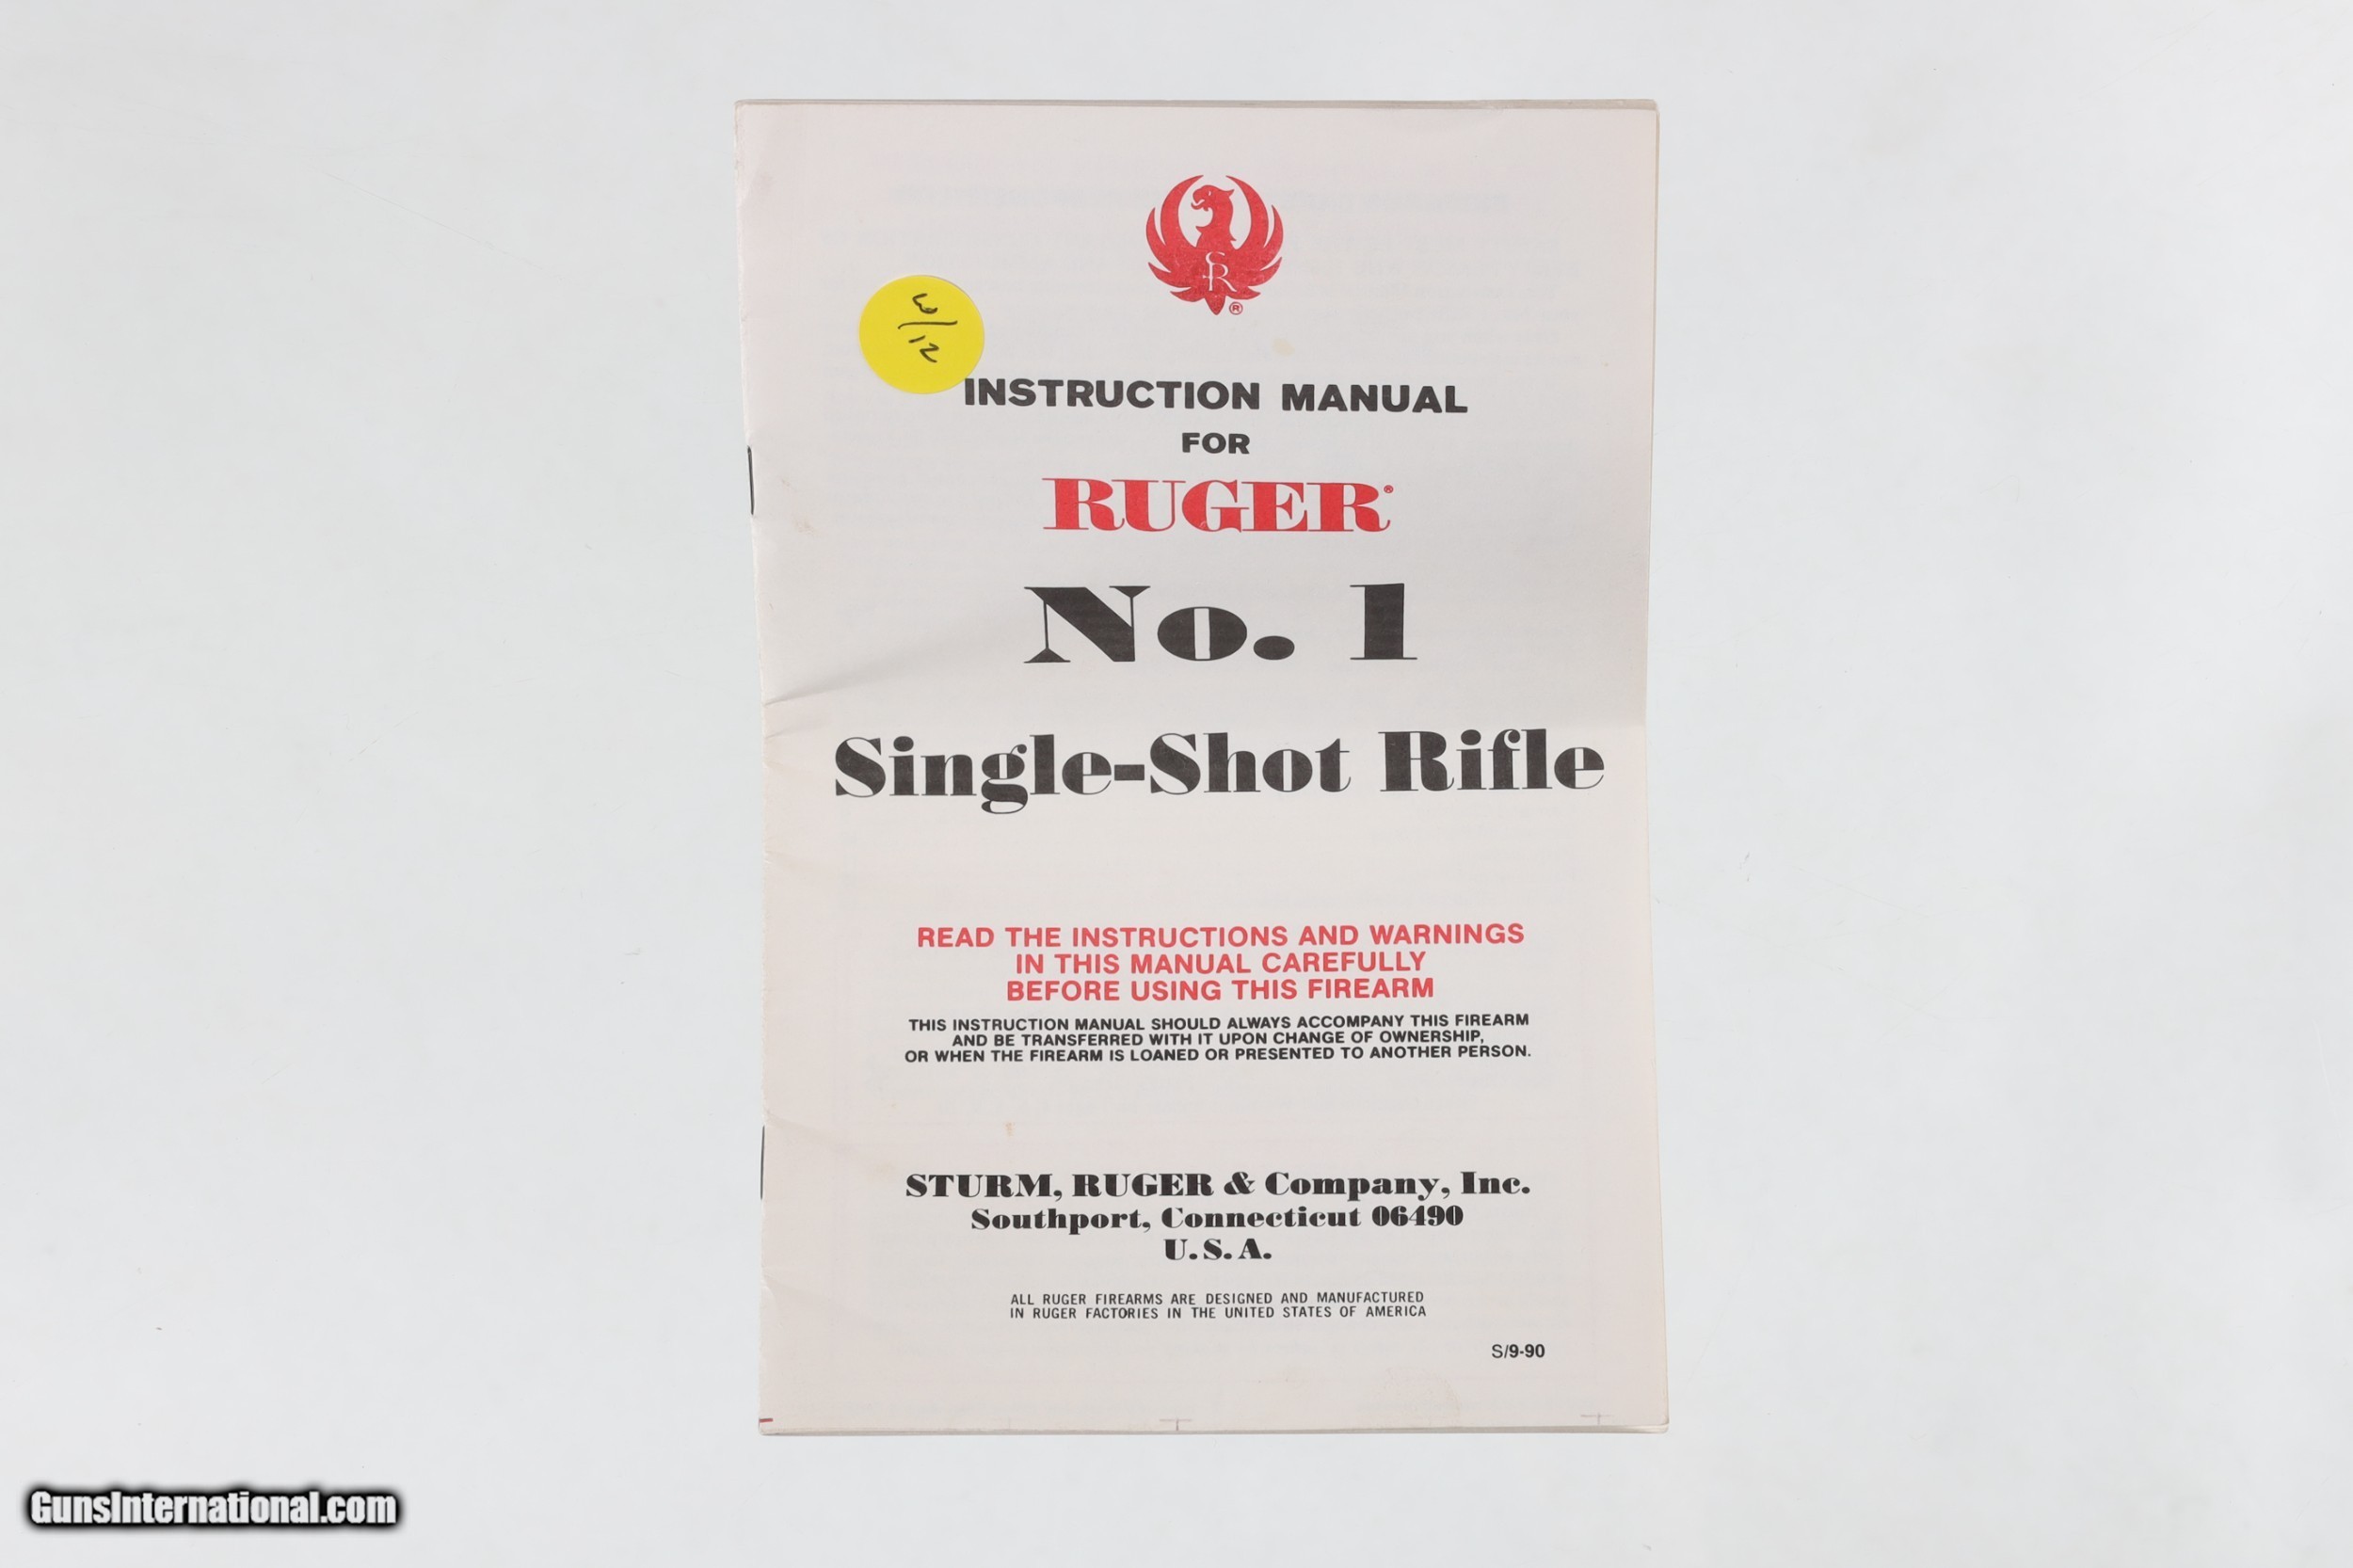 SR
®
INSTRUCTION MANUAL
FOR
RUGER®
No. 1
Single-Shot Rifle
READ THE INSTRUCTIONS AND WARNINGS
IN THIS MANUAL CAREFULLY
BEFORE USING THIS FIREARM
THIS INSTRUCTION MANUAL SHOULD ALWAYS ACCOMPANY THIS FIREARM
AND BE TRANSFERRED WITH IT UPON CHANGE OF OWNERSHIP,
OR WHEN THE FIREARM IS LOANED OR PRESENTED TO ANOTHER PERSON.
STURM, RUGER & Company, Inc.
Southport, Connecticut 06490
U.S.A.
ALL RUGER FIREARMS ARE DESIGNED AND MANUFACTURED
IN RUGER FACTORIES IN THE UNITED STATES OF AMERICA
S/9-90
GunsInternational.com